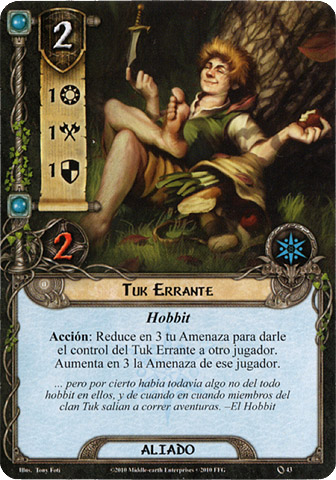 2
1
1
1
2
Tuk Errante
Hobbit
Acción: Reduce en 3 tu Amenaza para darle
el control del Tuk Errante a otro jugador.
Aumenta en 3 la Amenaza de ese jugador.
... pero por cierto había todavía algo no del todo
hobbit en ellos, y de cuando en cuando miembros del
clan Tuk salían a correr aventuras. –El Hobbit
ALIADO
Illus. Tony Foti
©2010 Middle-earth Enterprises ©2010 FFG
43